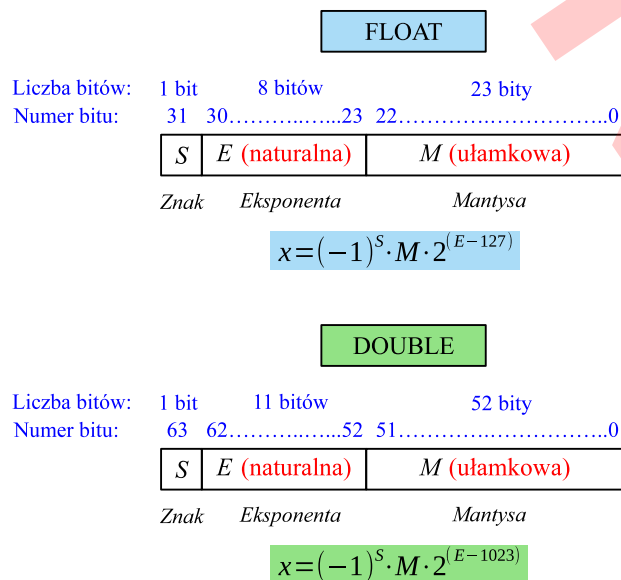 FLOAT
Liczba bitów: 1 bit 8 bitów 23 bity
Numer bitu: 31 30……….…...23 22………….…………...0
S E (naturalna) M (ułamkowa)
Znak Eksponenta Mantysa
x=(−1)^S·M·2^(E−127)
DOUBLE
Liczba bitów: 1 bit 11 bitów 52 bity
Numer bitu: 63 62……….…...52 51………….…………...0
S E (naturalna) M (ułamkowa)
Znak Eksponenta Mantysa
x=(−1)^S·M·2^(E−1023)